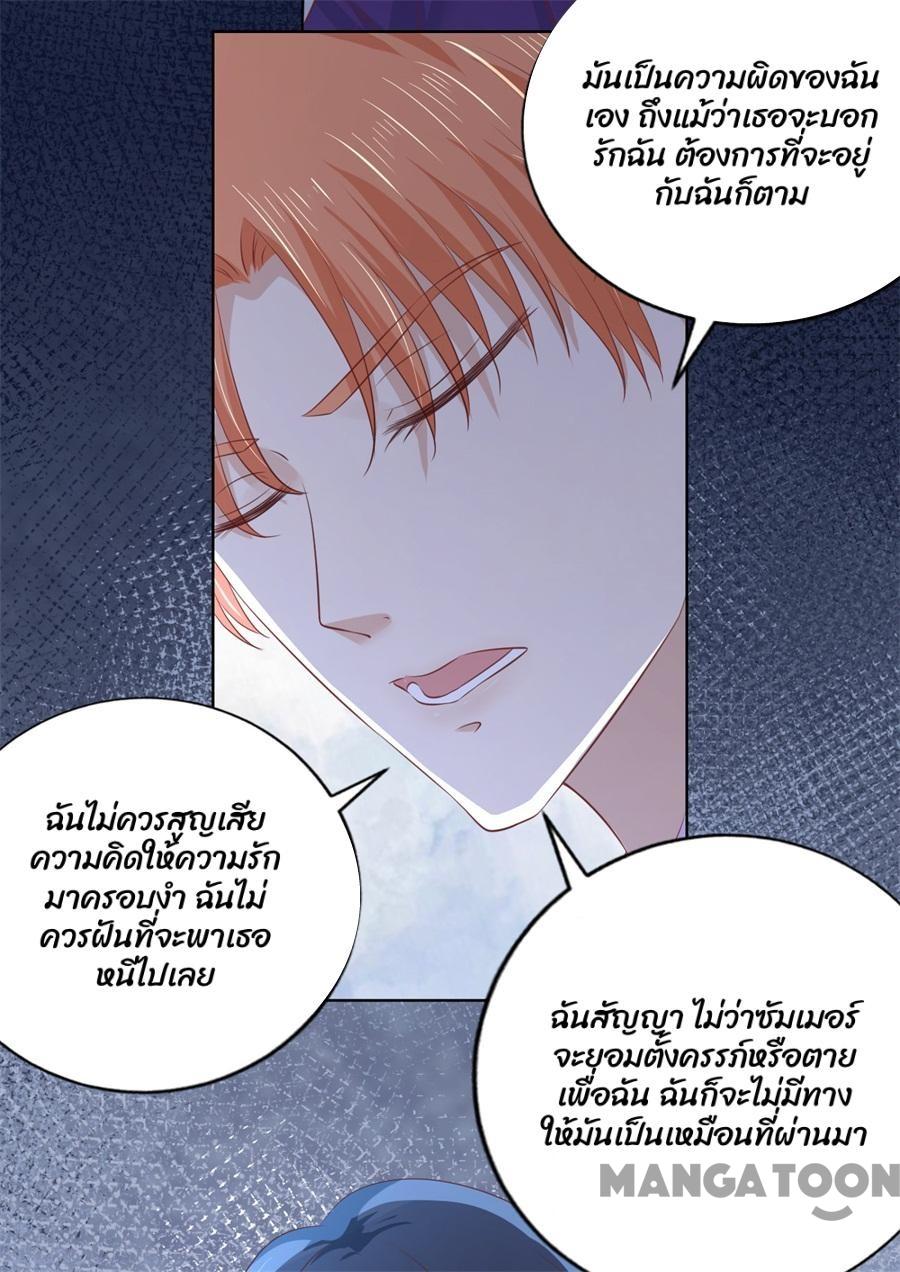 มันเป็นความผิดของฉัน
เอง ถึงแม้ว่าเธอจะบอก
รักฉัน ต้องการที่จะอยู่
กับฉันก็ตาม
ฉันไม่ควรสูญเสีย
ความคิดให้ความรัก
มาครอบงำ ฉันไม่
ควรฝันที่จะพาเธอ
หนีไปเลย
ฉันสัญญา ไม่ว่าซัมเมอร์
จะยอมตั้งครรภ์หรือตาย
เพื่อฉัน ฉันก็จะไม่มีทาง
ให้มันเป็นเหมือนที่ผ่านมา
MANGA TOON